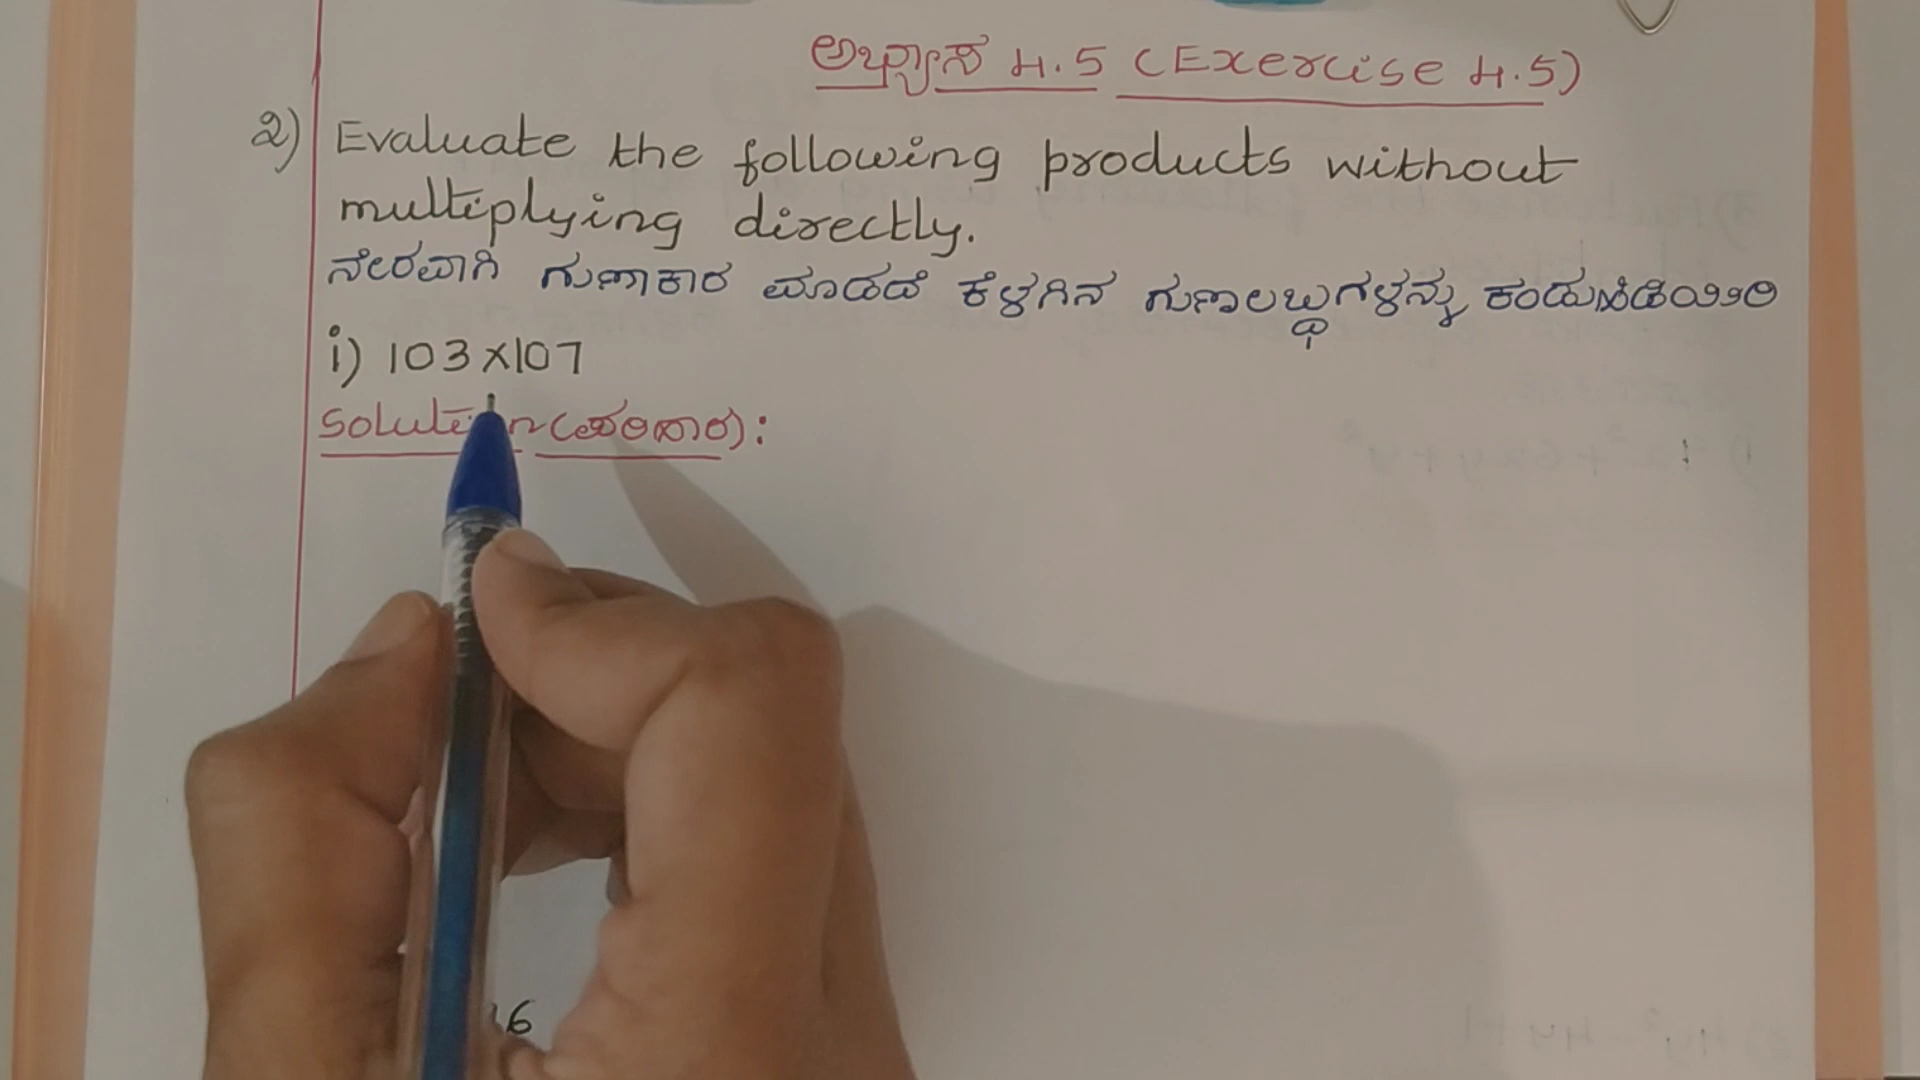 ಅಭ್ಯಾಸ 4.5 (Exercise 4.5)
2) Evaluate the following products without
multiplying directly.
ನೇರವಾಗಿ ಗುಣಾಕಾರ ಮಾಡದೆ ಕೆಳಗಿನ ಗುಣಲಬ್ಧಗಳನ್ನು ಕಂಡುಹಿಡಿಯಿರಿ
i) 103×107
Solution (ಪರಿಹಾರ):